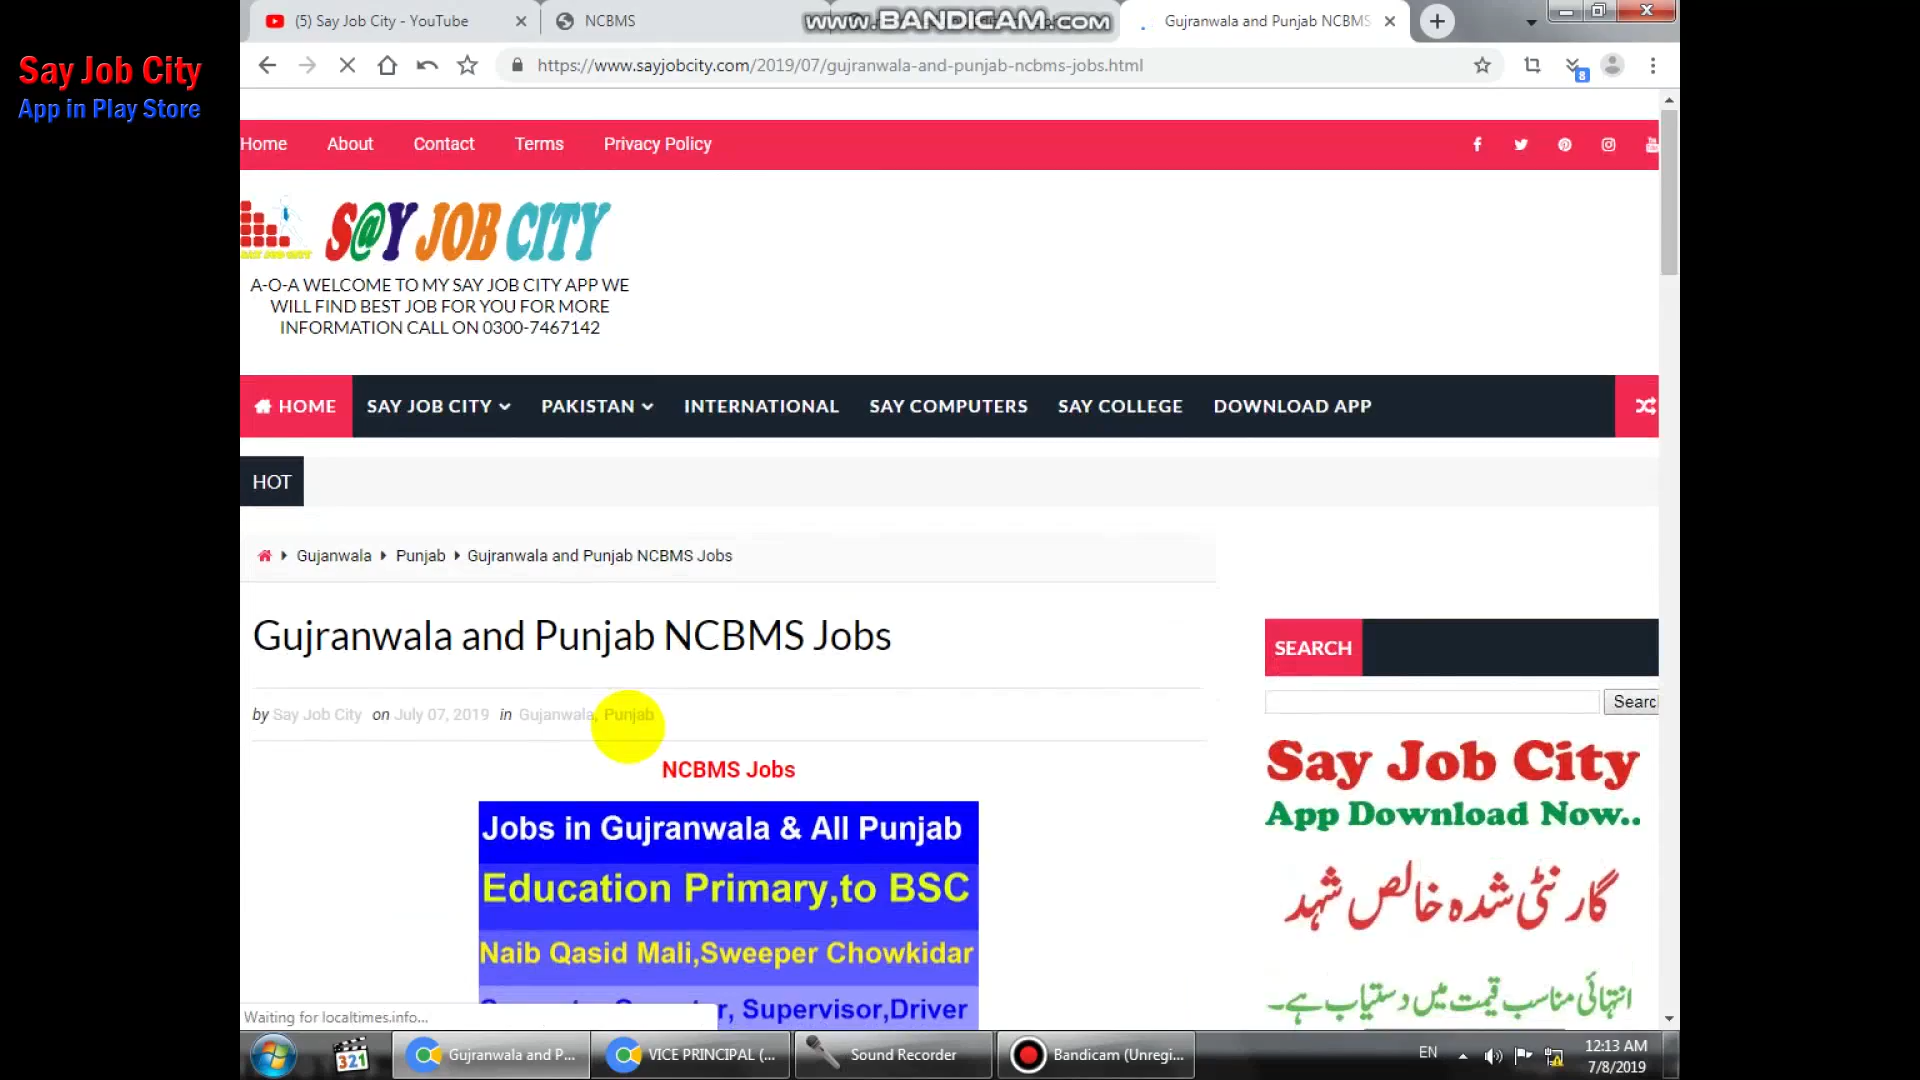 Say Job City
App in Play Store
(5) Say Job City - YouTube
NCBMS
www.BANDICAM.com
Gujranwala and Punjab NCBMS
https://www.sayjobcity.com/2019/07/gujranwala-and-punjab-ncbms-jobs.html
8
Home About Contact Terms Privacy Policy
S@Y JOB CITY
A-O-A WELCOME TO MY SAY JOB CITY APP WE
WILL FIND BEST JOB FOR YOU FOR MORE
INFORMATION CALL ON 0300-7467142
HOME SAY JOB CITY PAKISTAN INTERNATIONAL SAY COMPUTERS SAY COLLEGE DOWNLOAD APP
HOT
Gujanwala Punjab Gujranwala and Punjab NCBMS Jobs
Gujranwala and Punjab NCBMS Jobs
by Say Job City on July 07, 2019 in Gujanwala, Punjab
NCBMS Jobs
Jobs in Gujranwala & All Punjab
Education Primary,to BSC
Naib Qasid Mali,Sweeper Chowkidar
Supervisor,Driver
SEARCH
Searc
Say Job City
App Download Now..
گارنٹی شدہ خالص شہد
انتہائی مناسب قیمت میں دستیاب ہے۔
Waiting for localtimes.info...
321
Gujranwala and P...
VICE PRINCIPAL (...
Sound Recorder
Bandicam (Unregi...
EN
12:13 AM
7/8/2019